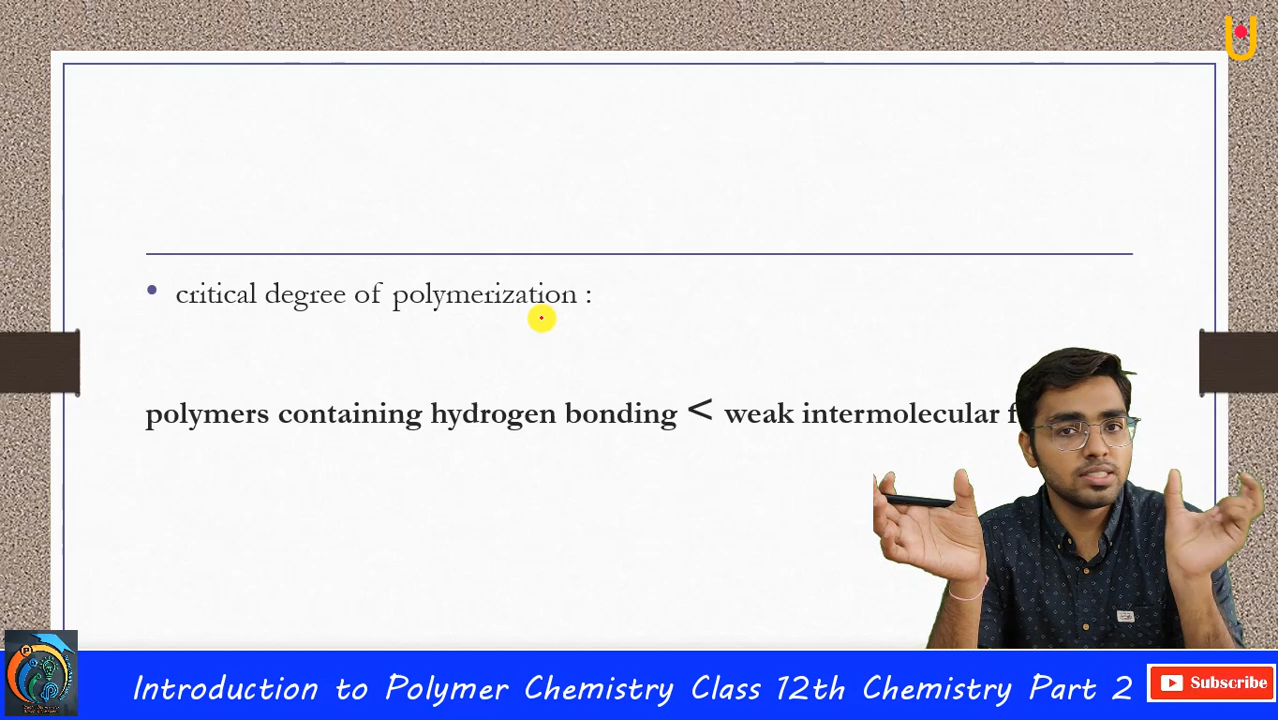 critical degree of polymerization :
polymers containing hydrogen bonding < weak intermolecular
Introduction to Polymer Chemistry Class 12th Chemistry Part 2
Subscribe